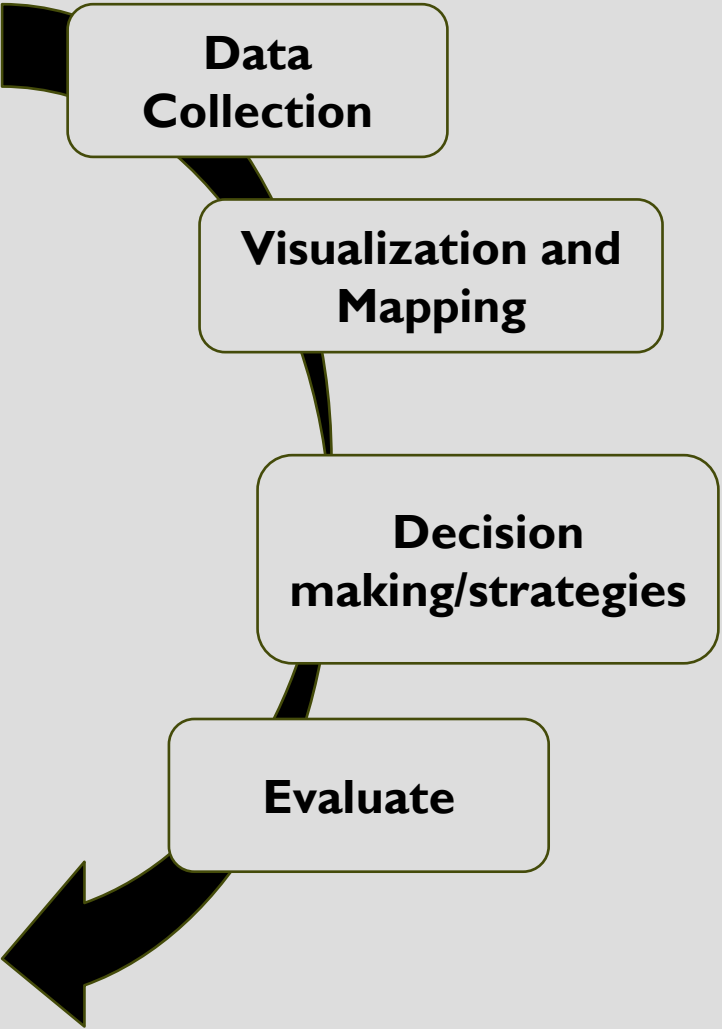 Data
Collection
Visualization and
Mapping
Decision
making/strategies
Evaluate